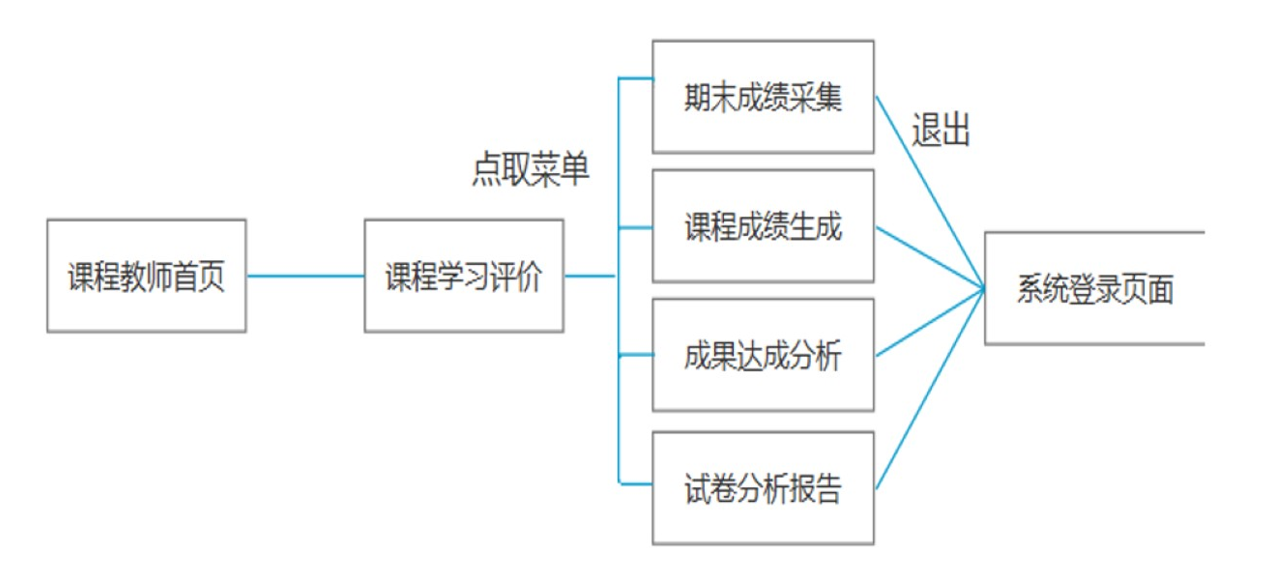 课程教师首页
课程学习评价
点取菜单
期末成绩采集
课程成绩生成
成果达成分析
试卷分析报告
退出
系统登录页面